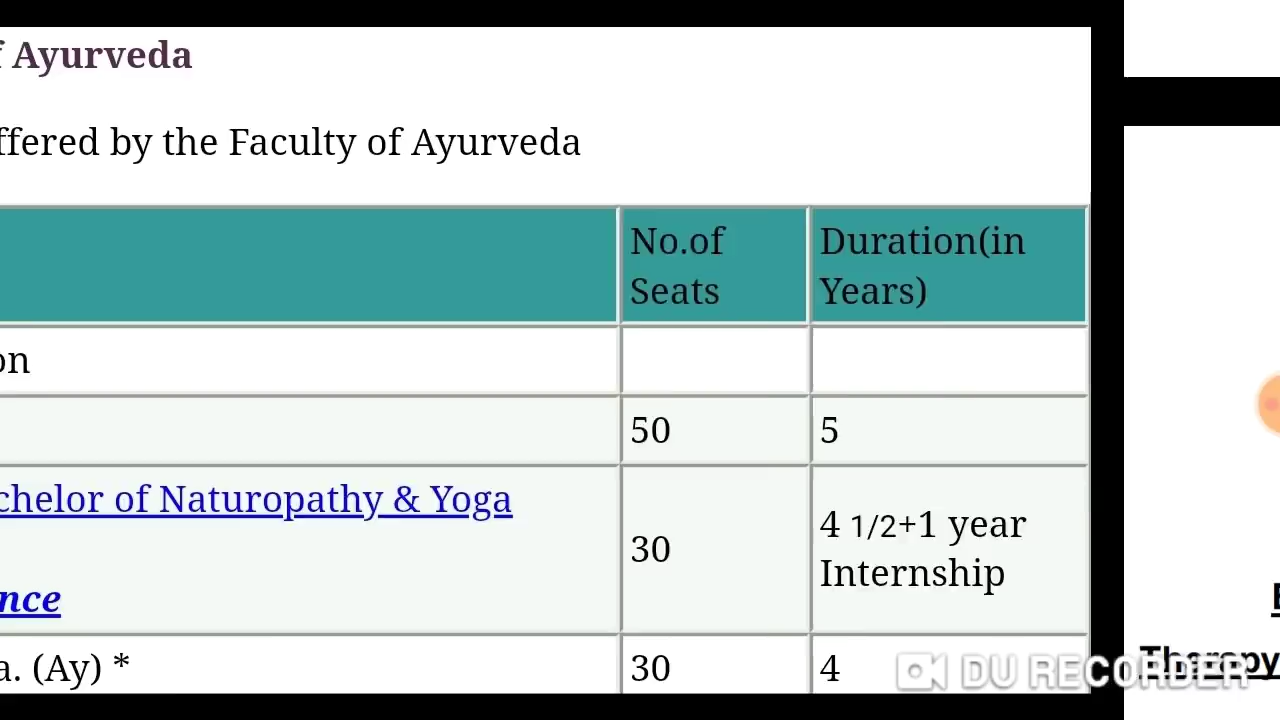 f Ayurveda
ffered by the Faculty of Ayurveda
No.of
Seats
Duration(in
Years)
on
50
5
chelor of Naturopathy & Yoga
30
4 1/2+1 year
Internship
nce
a. (Ay) *
30
4
Therapy
DU RECORDER